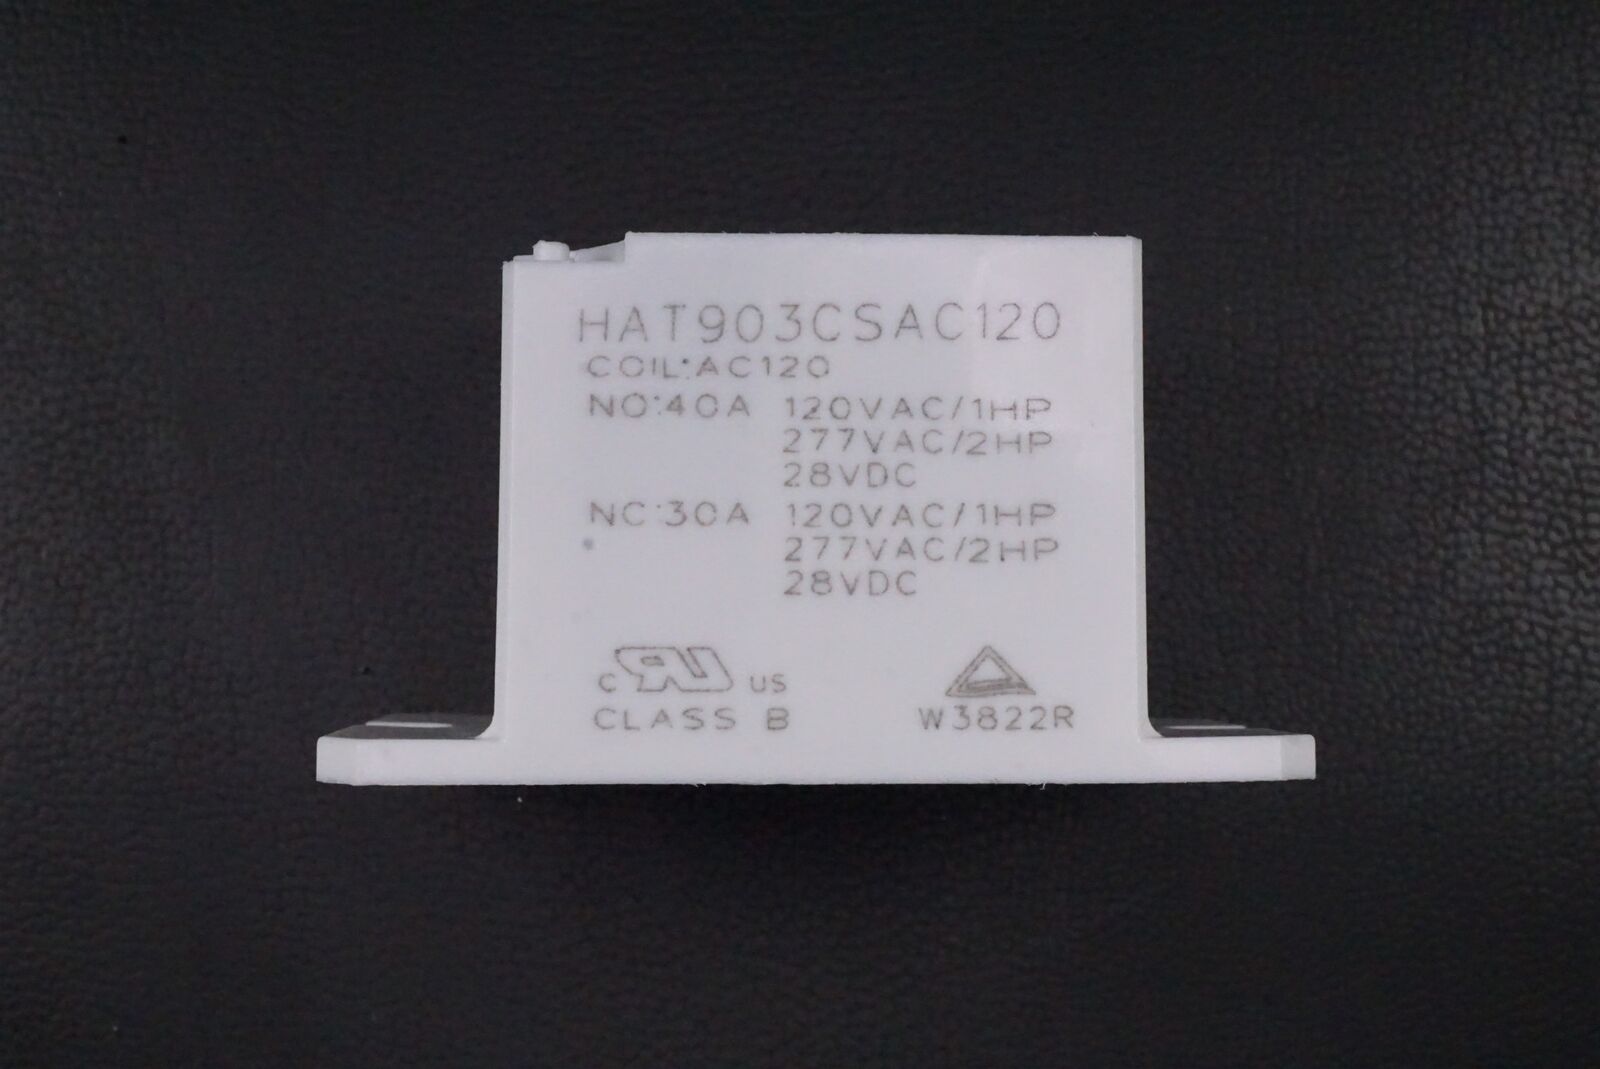 HAT903CSAC120
COIL:AC120
NO:40A 120VAC/1HP
277VAC/2HP
28VDC
NC:30A 120VAC/1HP
277VAC/2HP
28VDC
C RU US
CLASS B
W3822R